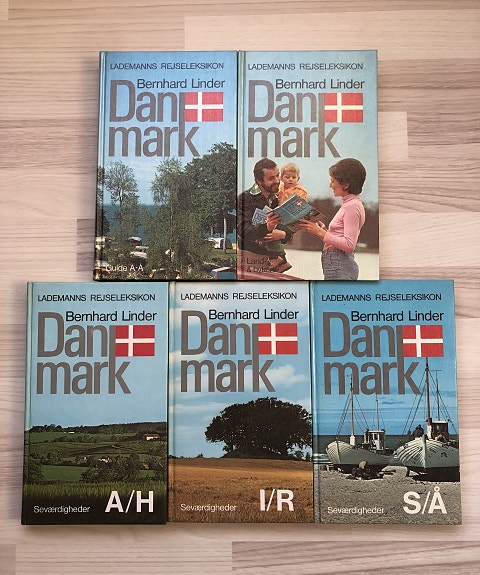 LADEMANNS REJSELEKSIKON
Bernhard Linder
Dan
mark
Guide A-Å
LADEMANNS REJSELEKSIKON
Bernhard Linder
Dan
mark
LADEMANNS REJSELEKSIKON
Bernhard Linder
Dan
mark
Seværdigheder A/H
LADEMANNS REJSELEKSIKON
Bernhard Linder
Dan
mark
Seværdigheder I/R
LADEMANNS REJSELEKSIKON
Bernhard Linder
Dan
mark
Seværdigheder S/Å